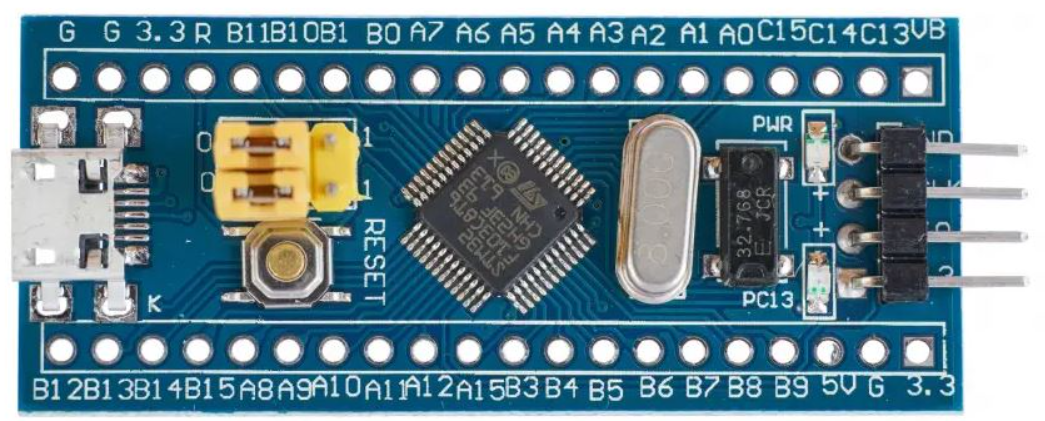 G G 3.3 R B11 B10 B1 B0 A7 A6 A5 A4 A3 A2 A1 A0 C15 C14 C13 VB
0 1
0 1
RESET
K
STM32
CHN
8.000
32.768
E JCR
PWR
+
+
PC13
B12 B13 B14 B15 A8 A9 A10 A11 A12 A15 B3 B4 B5 B6 B7 B8 B9 5V G 3.3